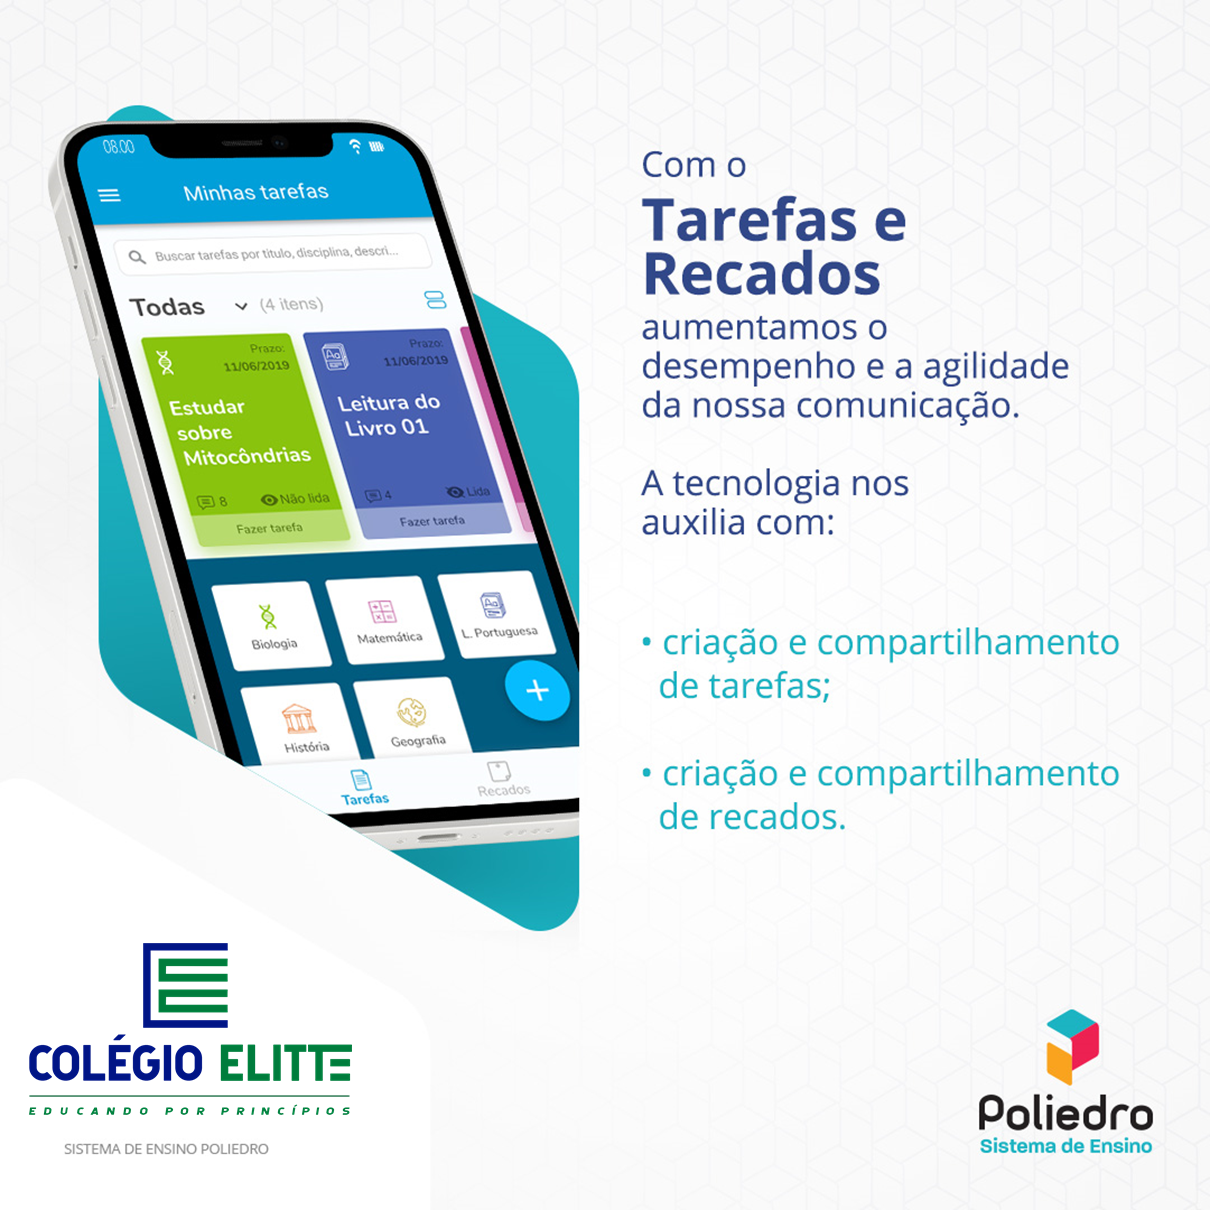 08.00
Minhas tarefas
Buscar tarefas por titulo, disciplina, descri...
Todas (4 itens)
Prazo:
11/06/2019
Estudar
sobre
Mitocôndrias
8 Não lida
Fazer tarefa
Prazo:
11/06/2019
Leitura do
Livro 01
4 Lida
Fazer tarefa
Biologia
Matemática
L. Portuguesa
História
Geografia
+
Tarefas
Recados
Com o
Tarefas e
Recados
aumentamos o
desempenho e a agilidade
da nossa comunicação.
A tecnologia nos
auxilia com:
• criação e compartilhamento
de tarefas;
• criação e compartilhamento
de recados.
COLÉGIO ELITTE
EDUCANDO POR PRINCÍPIOS
SISTEMA DE ENSINO POLIEDRO
Poliedro
Sistema de Ensino